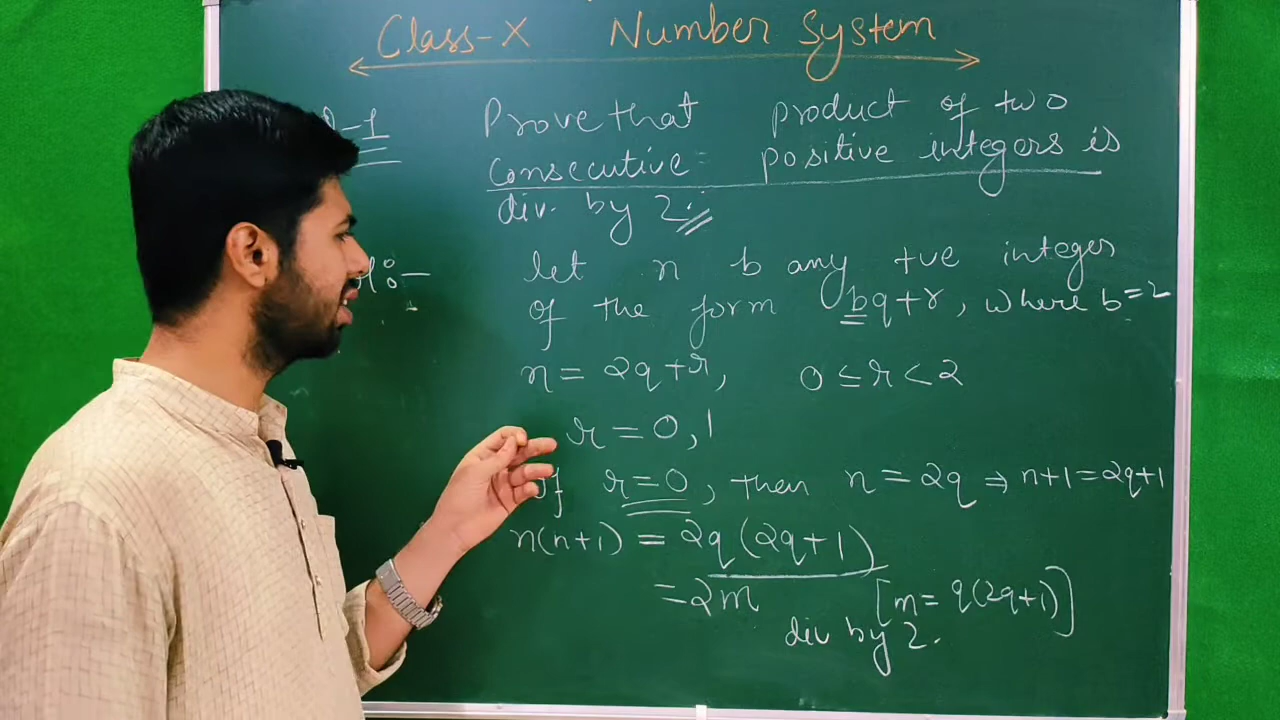 Class-X Number System
-1
Prove that product of two
consecutive positive integers is
div. by 2.
let n b any +ve integer
of the form bq+r, where b=2
n = 2q+r, 0 ≤ r < 2
r = 0, 1
if r=0, then n = 2q ⇒ n+1=2q+1
n(n+1) = 2q(2q+1)
= 2m [m= q(2q+1)]
div by 2.